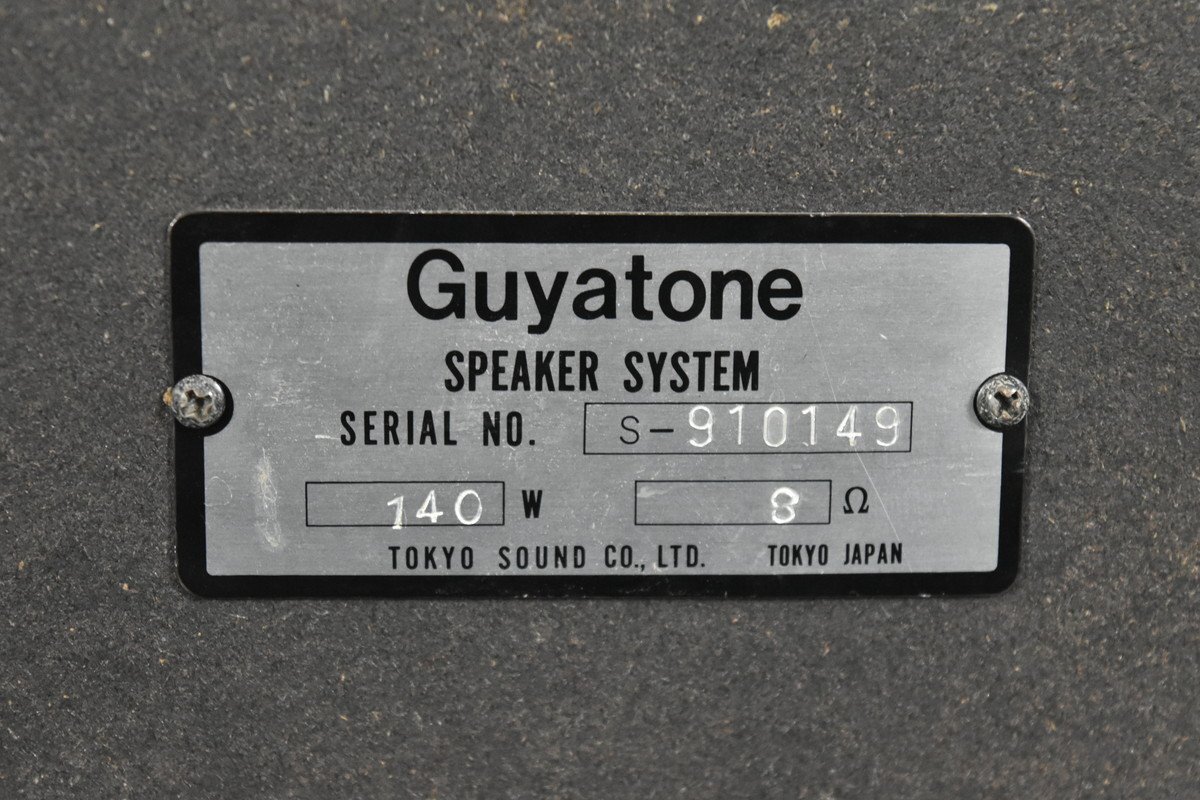 Guyatone
SPEAKER SYSTEM
SERIAL NO. S-910149
140 W 8 Ω
TOKYO SOUND CO., LTD. TOKYO JAPAN